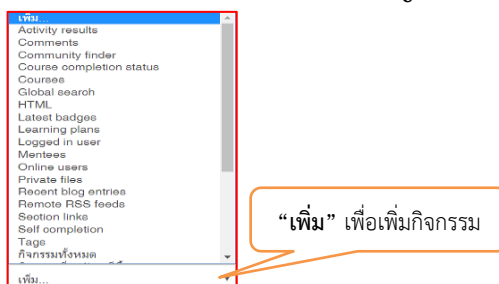 เพิ่ม...
Activity results
Comments
Community finder
Course completion status
Courses
Global search
HTML
Latest badges
Learning plans
Logged in user
Mentees
Online users
Private files
Recent blog entries
Remote RSS feeds
Section links
Self completion
Tags
กิจกรรมทั้งหมด
เพิ่ม...
“เพิ่ม” เพื่อเพิ่มกิจกรรม